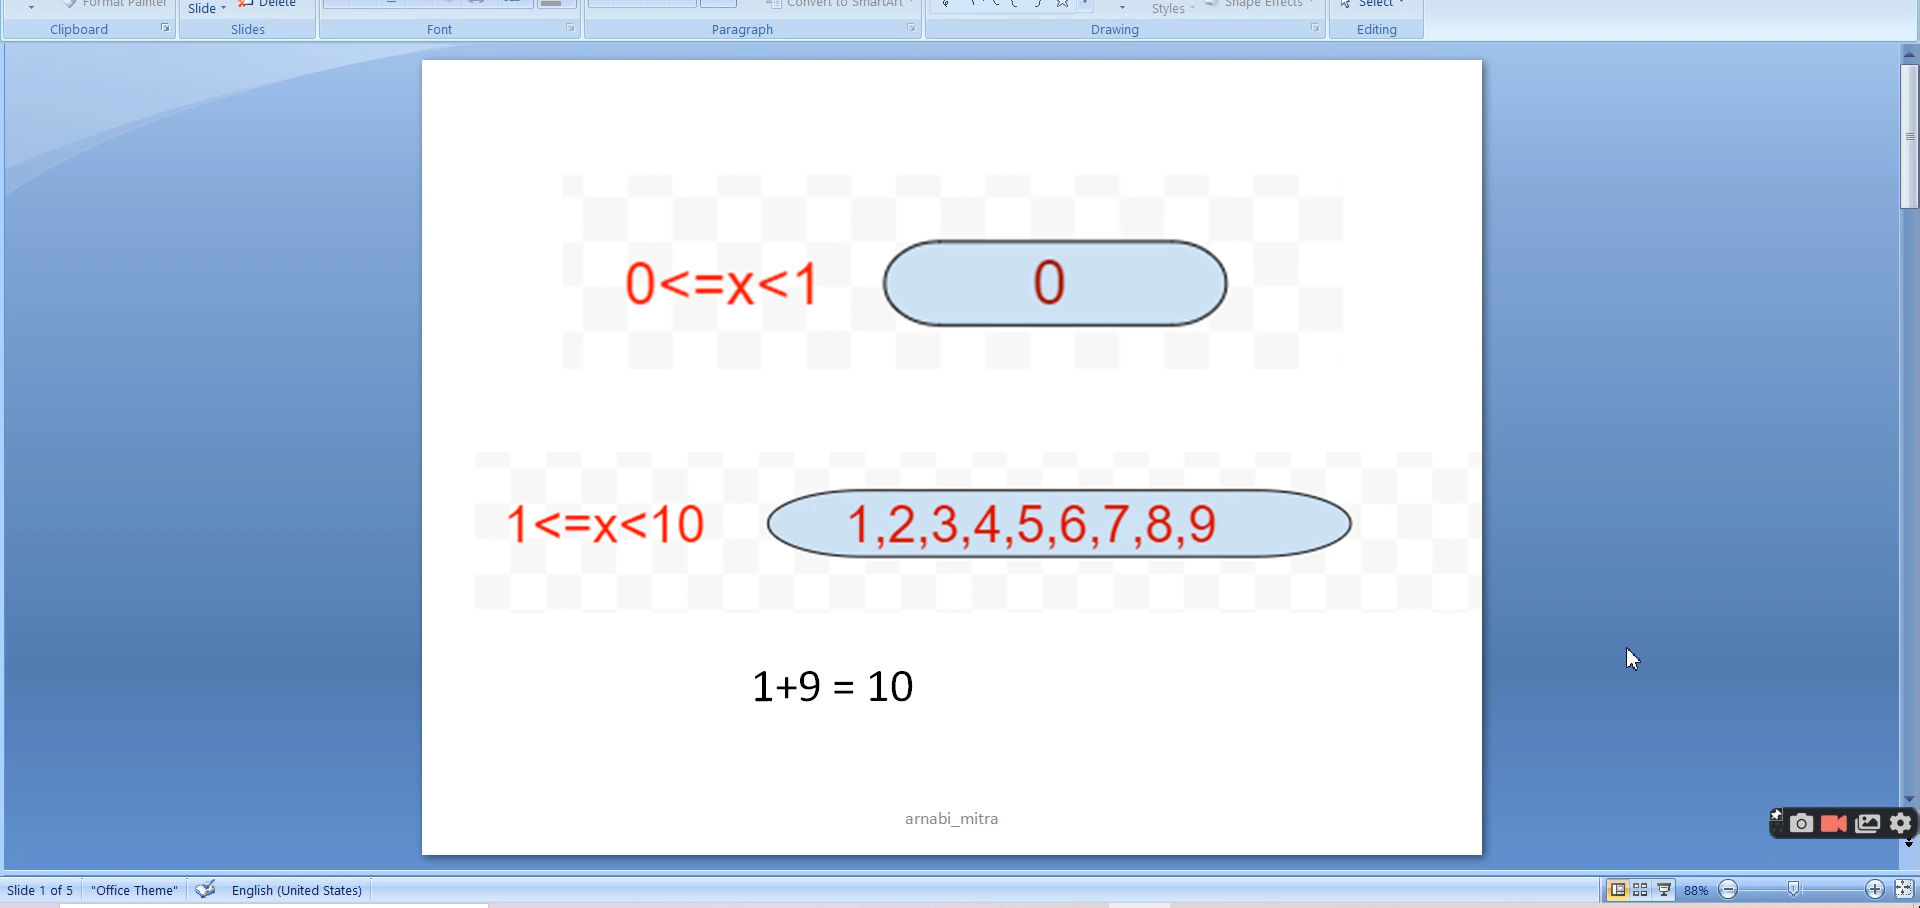 Format Painter
Slide
Delete
Convert to SmartArt
Styles
Shape Effects
Select
Clipboard
Slides
Font
Paragraph
Drawing
Editing
0<=x<1
0
1<=x<10
1,2,3,4,5,6,7,8,9
1+9 = 10
arnabi_mitra
Slide 1 of 5
"Office Theme"
English (United States)
88%